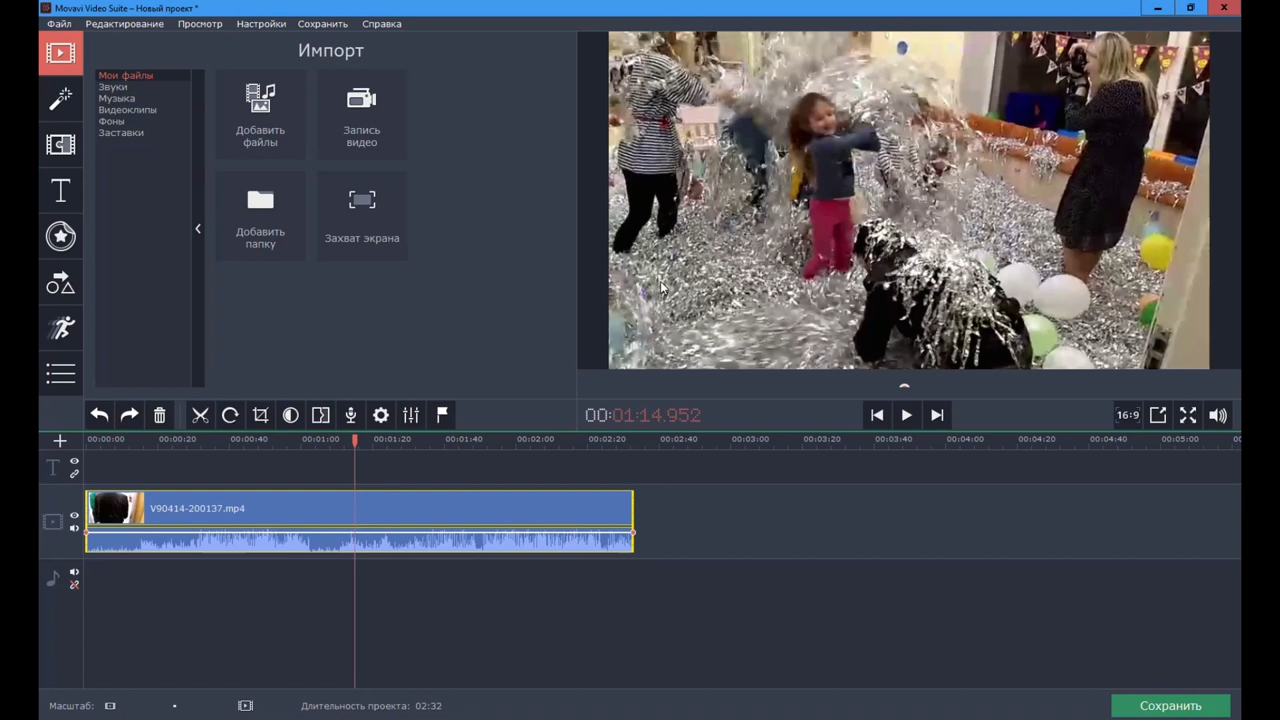 Movavi Video Suite – Новый проект *
Файл Редактирование Просмотр Настройки Сохранить Справка
Импорт
Мои файлы
Звуки
Музыка
Видеоклипы
Фоны
Заставки
Добавить
файлы
Запись
видео
Добавить
папку
Захват экрана
00:01:14.952
16:9
00:00:00 00:00:20 00:00:40 00:01:00 00:01:20 00:01:40 00:02:00 00:02:20 00:02:40 00:03:00 00:03:20 00:03:40 00:04:00 00:04:20 00:04:40 00:05:00
V90414-200137.mp4
Масштаб:
Длительность проекта: 02:32
Сохранить